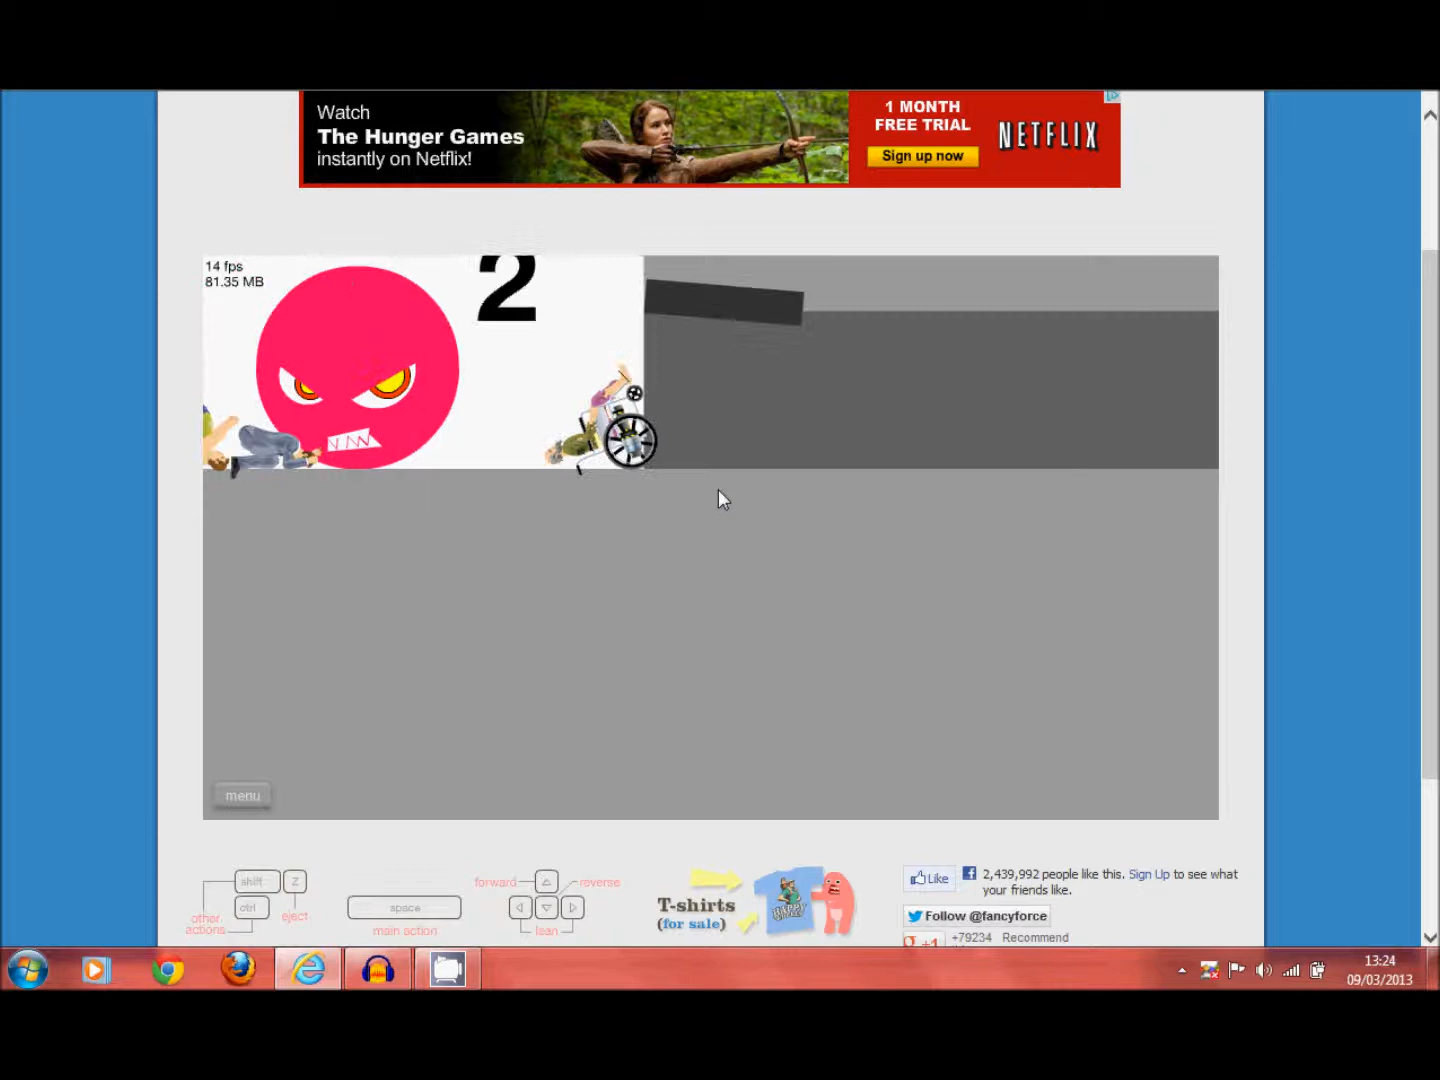 Watch
The Hunger Games
instantly on Netflix!
1 MONTH
FREE TRIAL
Sign up now
NETFLIX
14 fps
81.35 MB
2
menu
shift
Z
ctrl
other
actions
eject
space
main action
forward
reverse
lean
T-shirts
(for sale)
HAPPY
Like
2,439,992 people like this. Sign Up to see what
your friends like.
Follow @fancyforce
+1
+79234 Recommend
13:24
09/03/2013